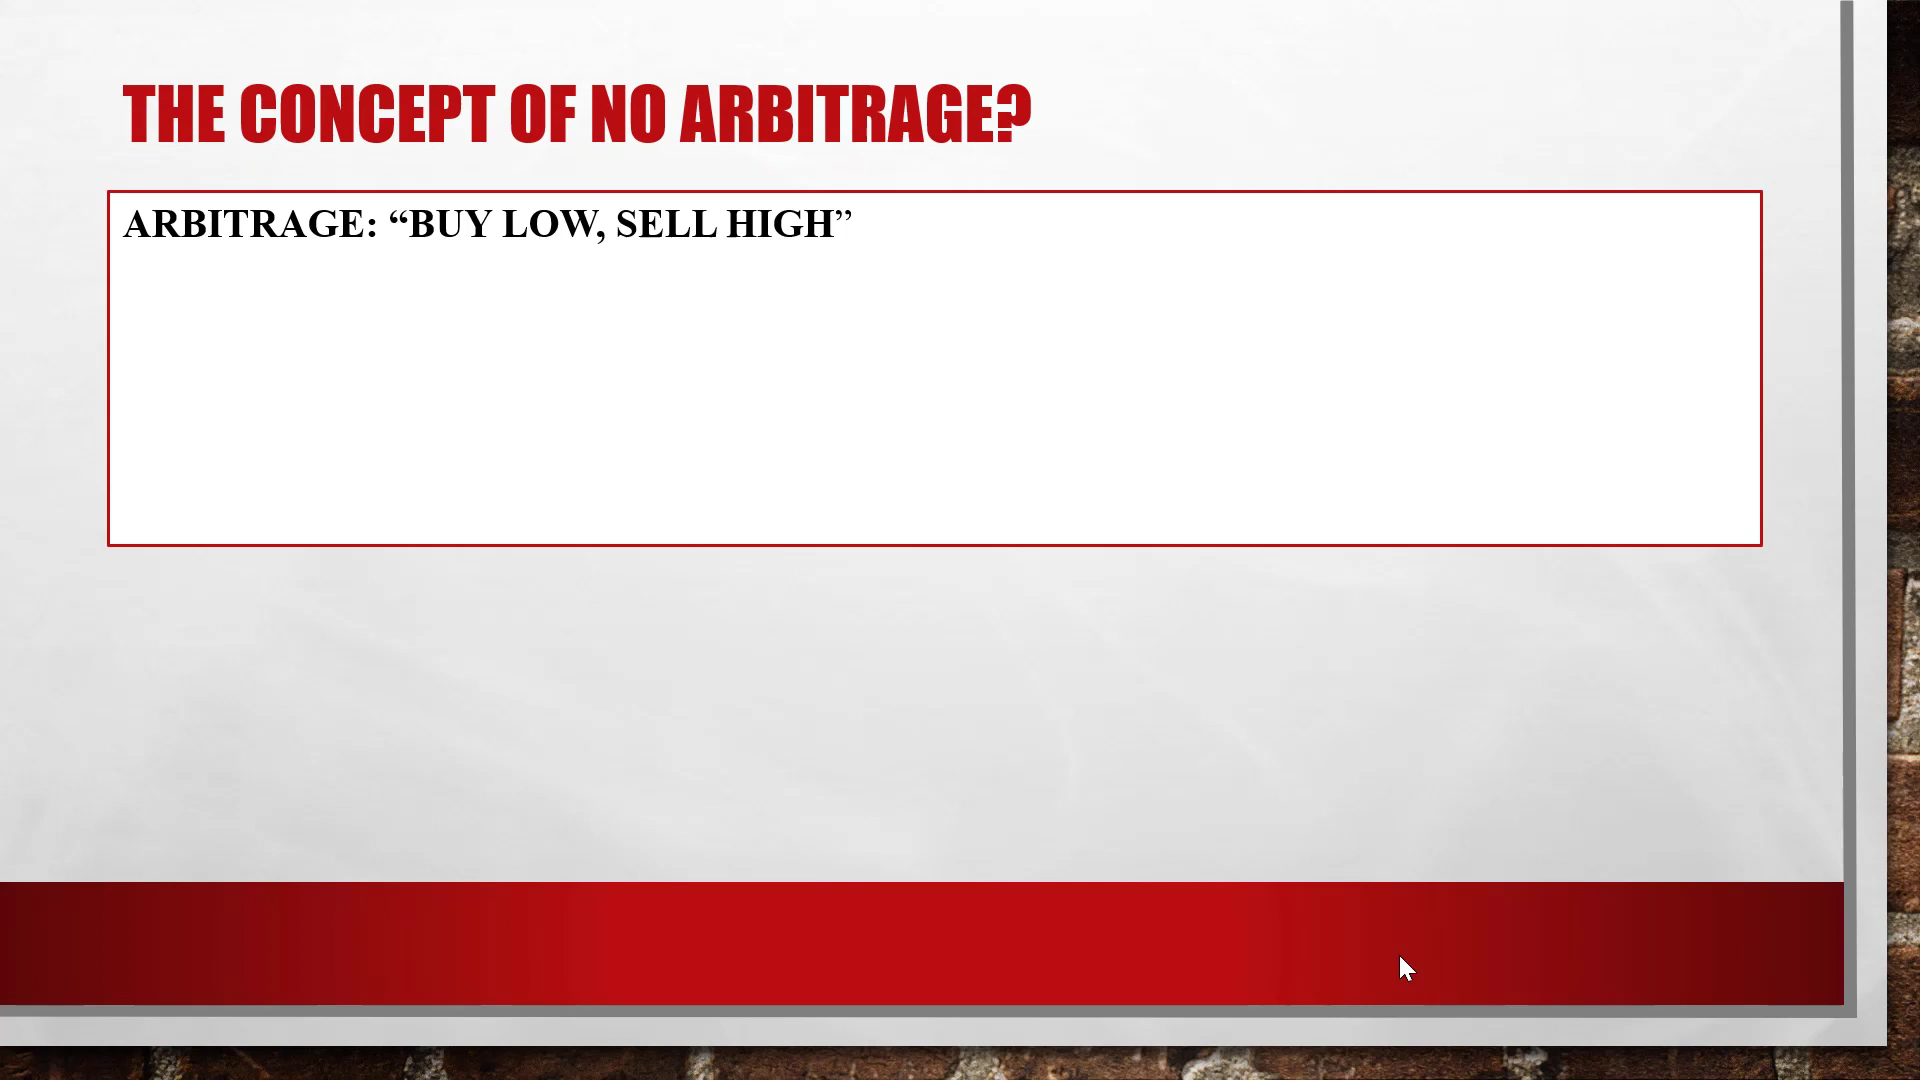 THE CONCEPT OF NO ARBITRAGE?
ARBITRAGE: “BUY LOW, SELL HIGH”